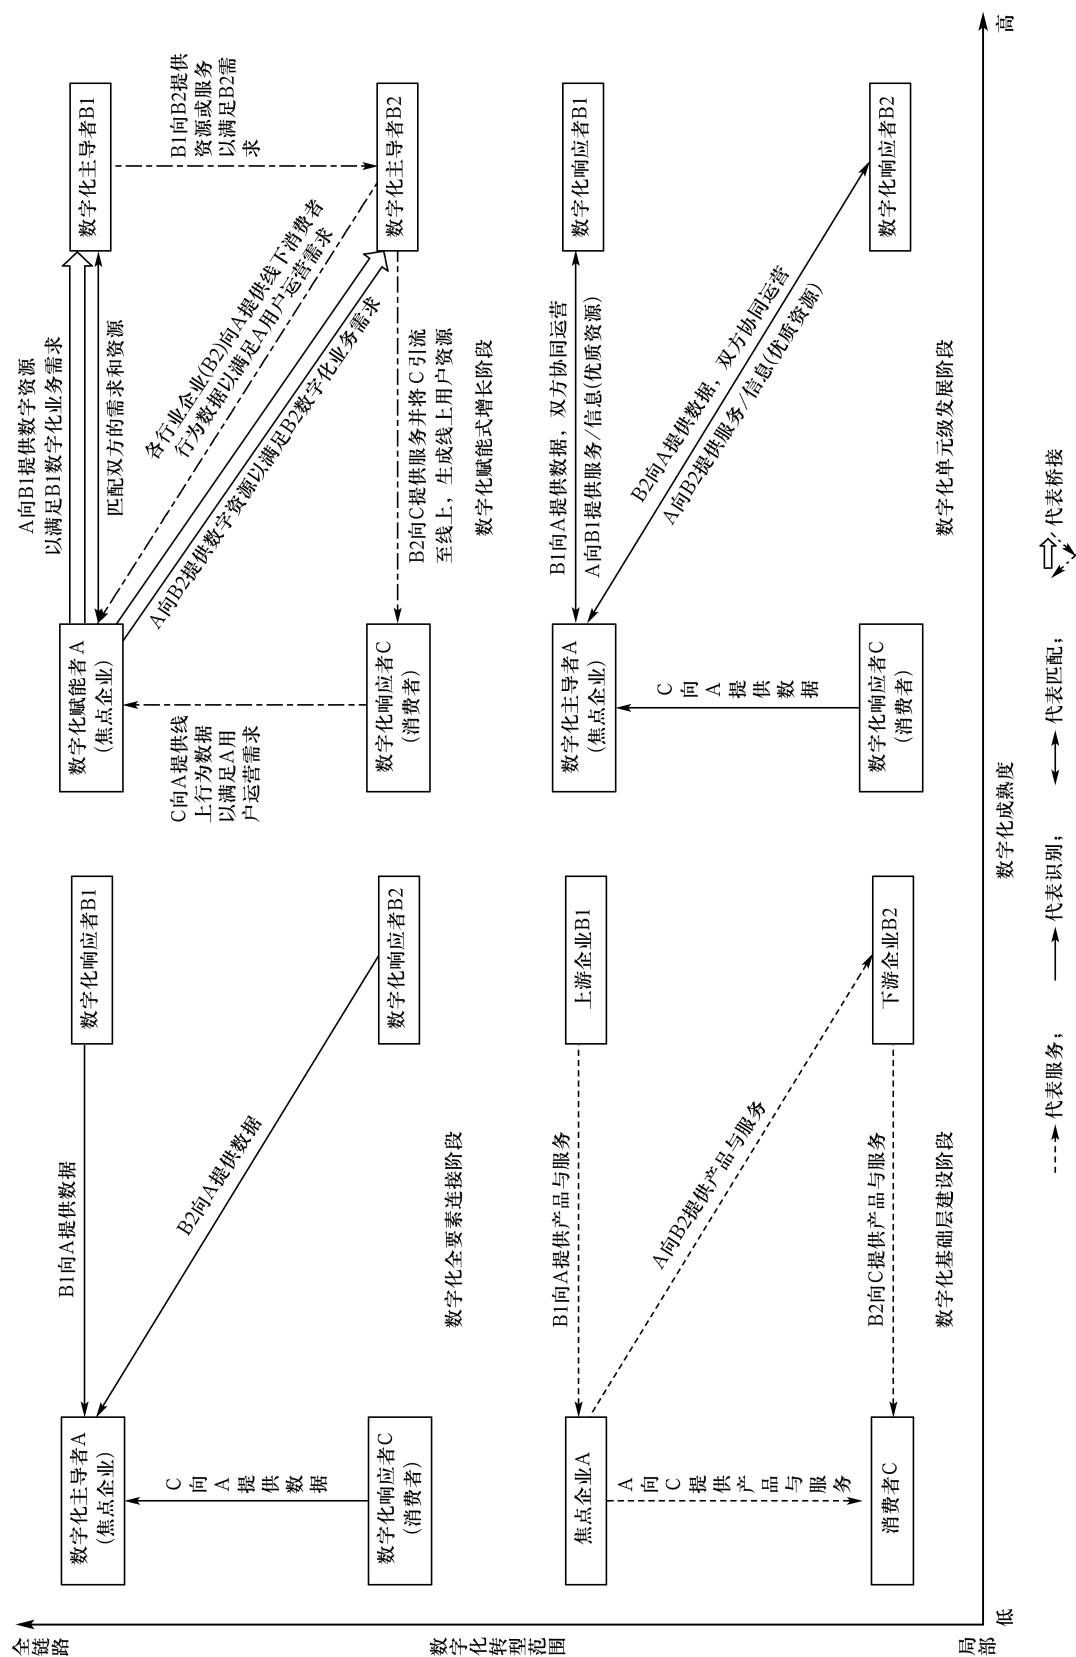 全
链
路
数
字
化
转
型
范
围
局
部
数字化主导者A
(焦点企业)
B1向A提供数据
数字化响应者B1
C
向
A
提
供
数
据
B2向A提供数据
数字化响应者C
(消费者)
数字化响应者B2
数字化全要素连接阶段
A向B1提供数字资源
以满足B1数字化业务需求
数字化赋能者A
(焦点企业)
匹配双方的需求和资源
数字化主导者B1
C向A提供线
上行为数据
以满足A用
户运营需求
各行业企业(B2)向A提供线下消费者
行为数据以满足A用户运营需求
A向B2提供数字资源以满足B2数字化业务需求
B1向B2提供
资源或服务
以满足B2需
求
数字化响应者C
(消费者)
B2向C提供服务并将C引流
至线上，生成线上用户资源
数字化主导者B2
数字化赋能式增长阶段
焦点企业A
B1向A提供产品与服务
上游企业B1
A
向
C
提
供
产
品
与
服
务
A向B2提供产品与服务
消费者C
B2向C提供产品与服务
下游企业B2
数字化基础层建设阶段
数字化主导者A
(焦点企业)
B1向A提供数据，双方协同运营
A向B1提供服务/信息(优质资源)
数字化响应者B1
C
向
A
提
供
数
据
B2向A提供数据，双方协同运营
A向B2提供服务/信息(优质资源)
数字化响应者C
(消费者)
数字化响应者B2
数字化单元级发展阶段
低
数字化成熟度
高
代表服务；
代表识别；
代表匹配；
代表桥接